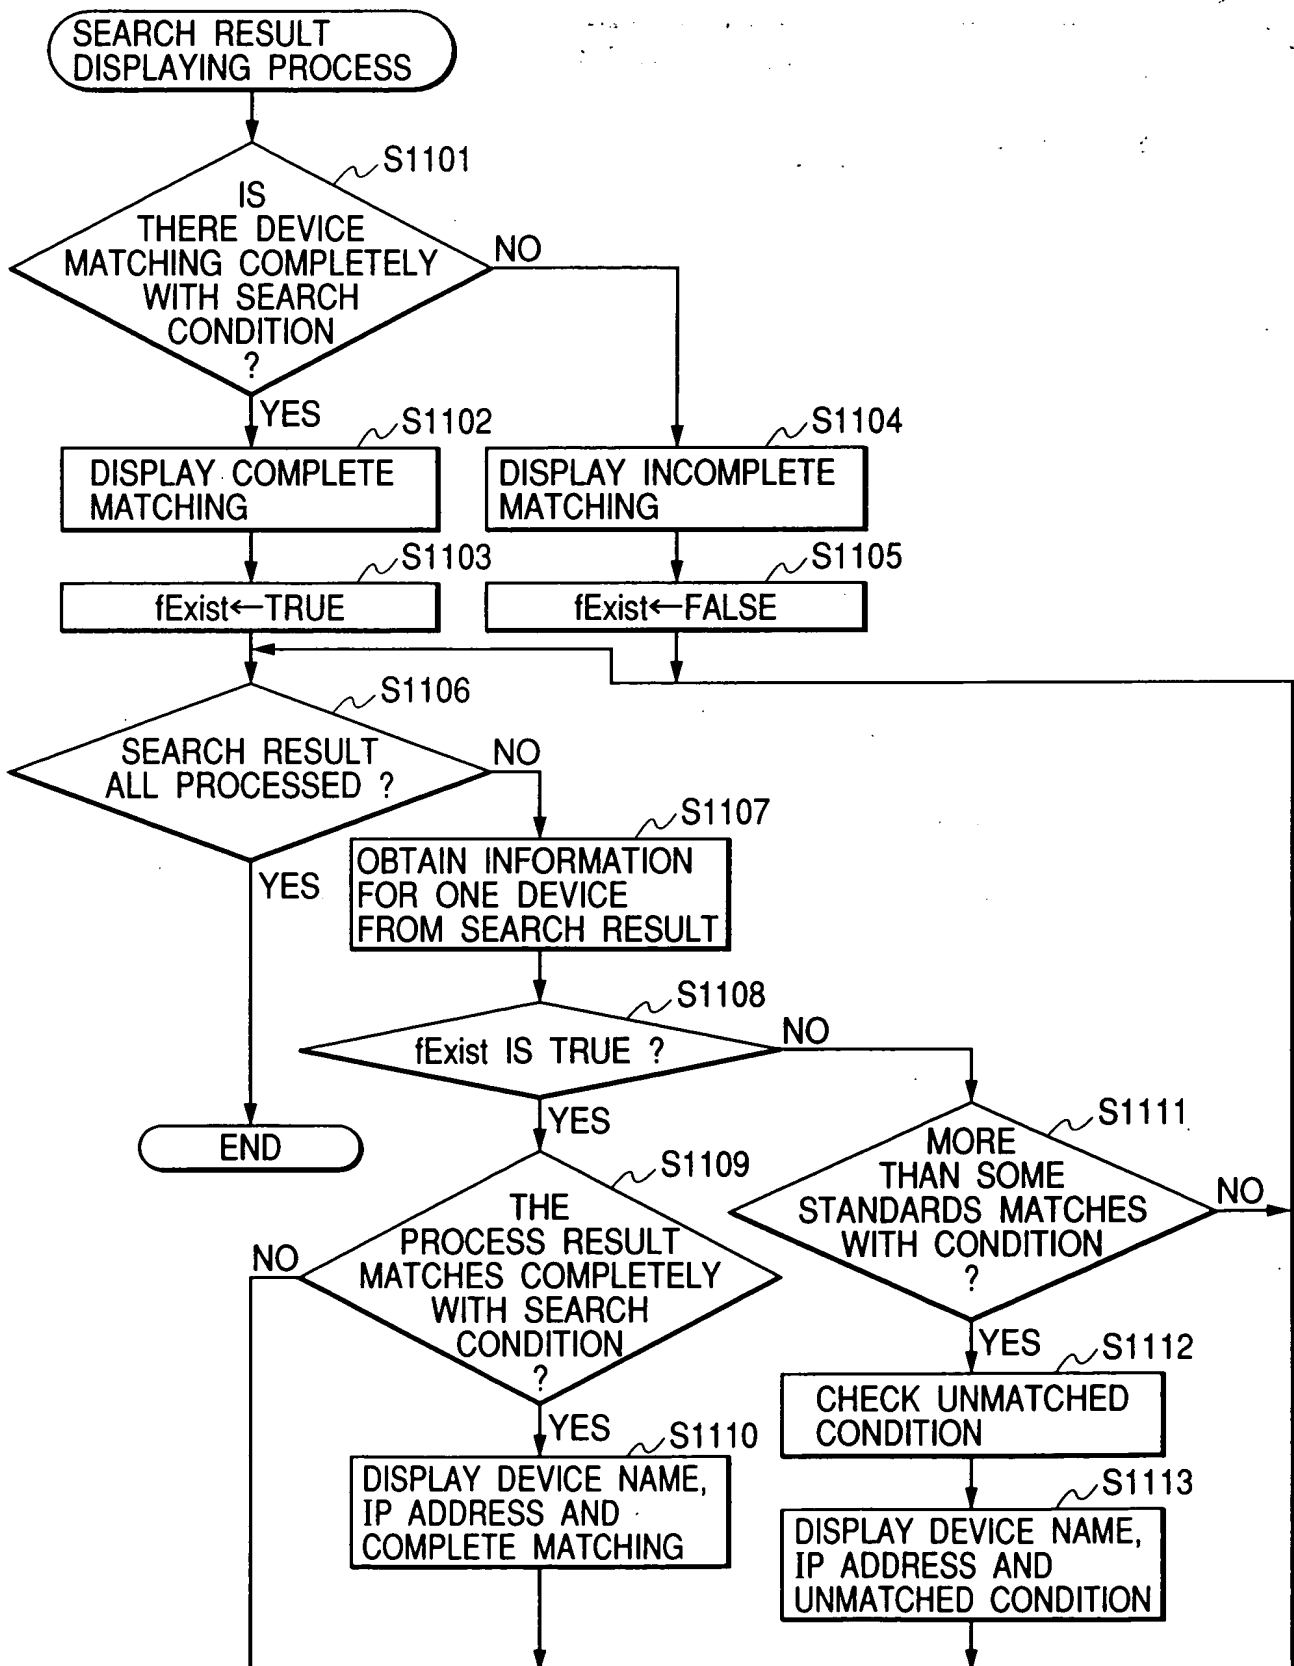 SEARCH RESULT
DISPLAYING PROCESS
S1101
IS
THERE DEVICE
MATCHING COMPLETELY
WITH SEARCH
CONDITION
?
NO
YES
S1102
DISPLAY COMPLETE
MATCHING
S1104
DISPLAY INCOMPLETE
MATCHING
S1103
fExist←TRUE
S1105
fExist←FALSE
S1106
SEARCH RESULT
ALL PROCESSED ?
NO
YES
S1107
OBTAIN INFORMATION
FOR ONE DEVICE
FROM SEARCH RESULT
S1108
fExist IS TRUE ?
NO
YES
END
S1109
THE
PROCESS RESULT
MATCHES COMPLETELY
WITH SEARCH
CONDITION
?
NO
YES
S1110
DISPLAY DEVICE NAME,
IP ADDRESS AND
COMPLETE MATCHING
S1111
MORE
THAN SOME
STANDARDS MATCHES
WITH CONDITION
?
NO
YES
S1112
CHECK UNMATCHED
CONDITION
S1113
DISPLAY DEVICE NAME,
IP ADDRESS AND
UNMATCHED CONDITION